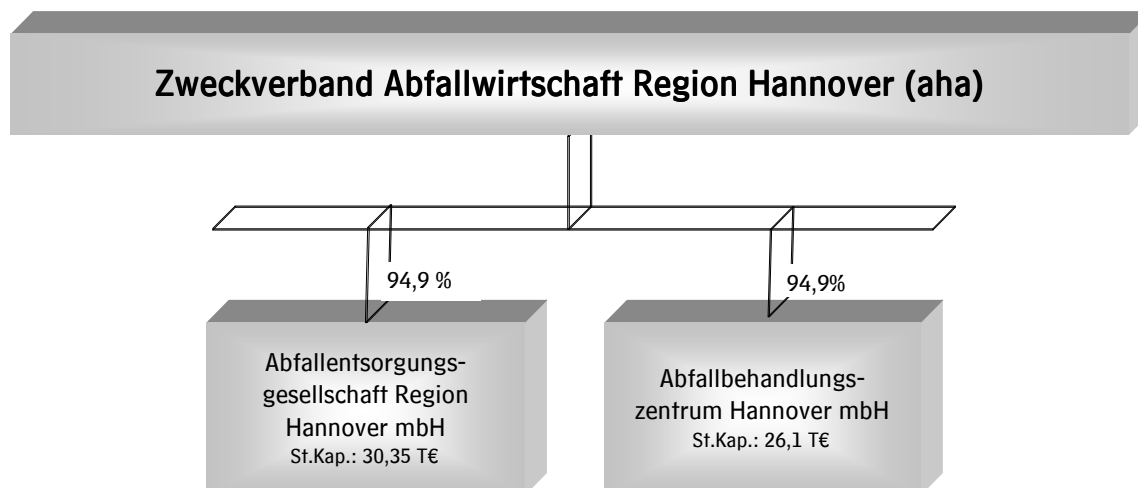 Zweckverband Abfallwirtschaft Region Hannover (aha)
94,9 %
94,9%
Abfallentsorgungs-
gesellschaft Region
Hannover mbH
St.Kap.: 30,35 T€
Abfallbehandlungs-
zentrum Hannover mbH
St.Kap.: 26,1 T€